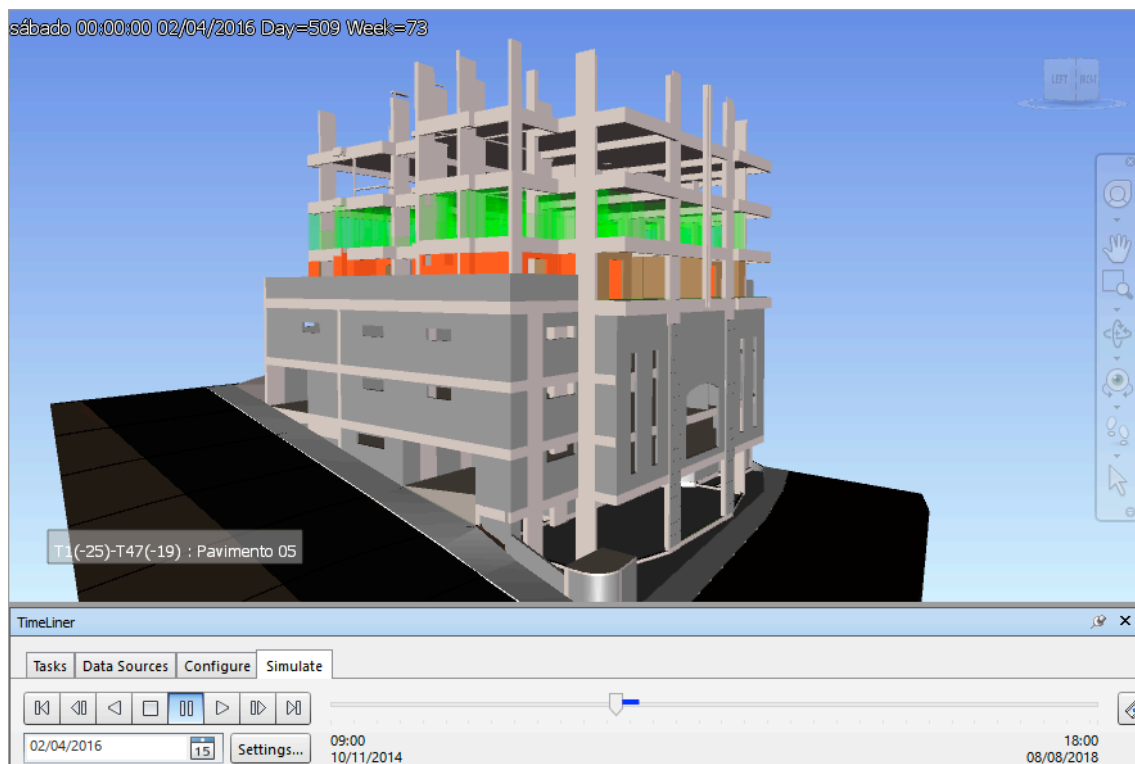 sábado 00:00:00 02/04/2016 Day=509 Week=73
LEFT
T1(-25)-T47(-19) : Pavimento 05
TimeLiner
Tasks Data Sources Configure Simulate
02/04/2016 15 Settings...
09:00 18:00
10/11/2014 08/08/2018